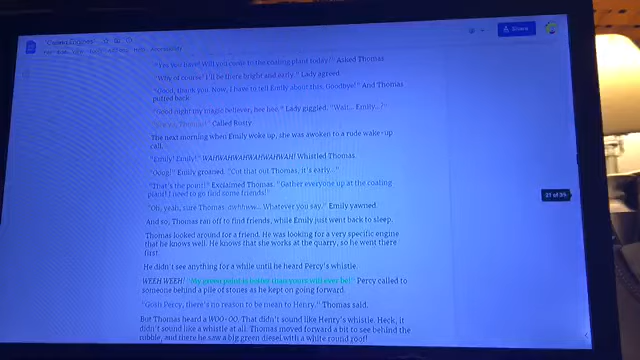 Share
"Yes you have! Will you come to the coaling plant today?" Asked Thomas
"Why of course! I'll be there bright and early." Lady agreed.
"Good, thank you. Now, I have to tell Emily about this. Goodbye!" And Thomas
puffed back.
"Good night my magic believer, hee hee." Lady giggled. "Wait... Emily..?"
Called Rusty.
The next morning when Emily woke up, she was awoken to a rude wake-up
call.
"Emily! Emily!" WAHWAHWAHWAHWAHWAH! Whistled Thomas.
Emily groaned. "Cut that out Thomas, it's early..."
"That's the point!" Exclaimed Thomas. "Gather everyone up at the coaling
plant! I need to go find some friends!"
"Oh, yeah, sure Thomas. Whatever you say." Emily yawned.
And so, Thomas ran off to find friends, while Emily just went back to sleep.
Thomas looked around for a friend. He was looking for a very specific engine
that he knows well. He knows that she works at the quarry, so he went there
first.
He didn't see anything for a while until he heard Percy's whistle.
"My green paint is better than yours will ever be!" Percy called to
someone behind a pile of stones as he kept on going forward.
"Gosh Percy, there's no reason to be mean to Henry." Thomas said.
But Thomas heard a WOO-OO. That didn't sound like Henry's whistle. Heck, it
didn't sound like a whistle at all. Thomas moved forward a bit to see behind the
rubble, and there he saw a big green diesel with a white round roof!
21 of 35